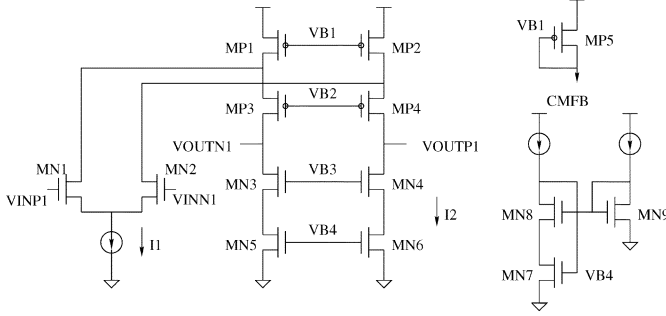 VB1
MP1
MP2
VB1
MP5
VB2
MP3
MP4
CMFB
VOUTN1
VOUTP1
MN1
MN2
VB3
VINP1
VINN1
MN3
MN4
I1
I2
VB4
MN5
MN6
MN8
MN9
MN7
VB4